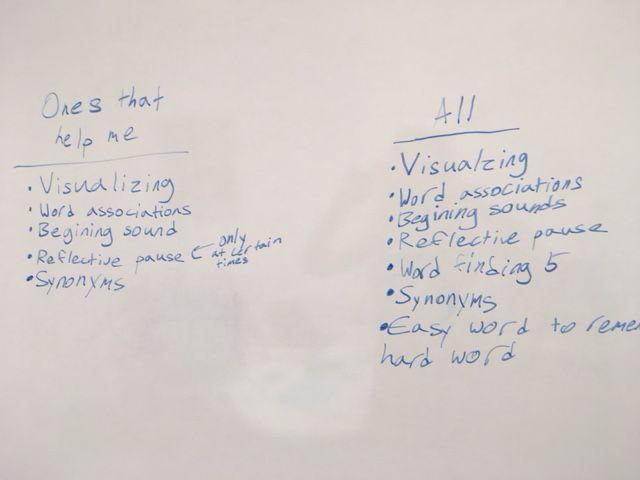 Ones that
help me
• Visualizing
• Word associations
• Begining sound
• Reflective pause ← only
at certain
times
• Synonyms
All
• Visualzing
• Word associations
• Begining sounds
• Reflective pause
• Word finding 5
• Synonyms
• Easy word to remem
hard word